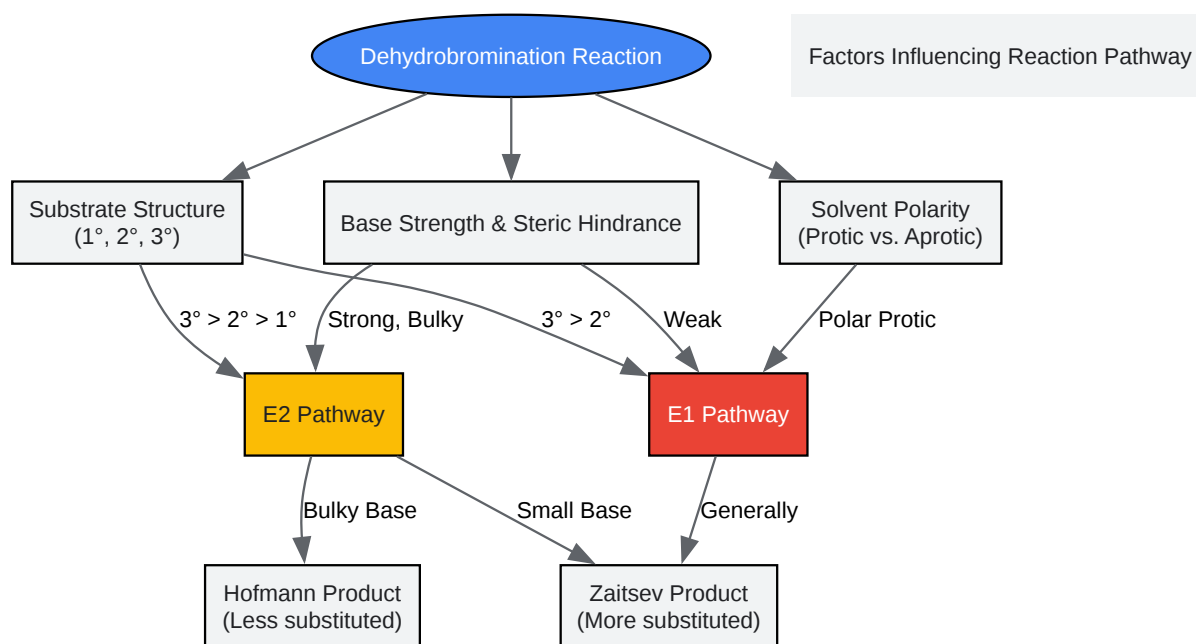 Dehydrobromination Reaction
Factors Influencing Reaction Pathway
Substrate Structure
(1°, 2°, 3°)
Base Strength & Steric Hindrance
Solvent Polarity
(Protic vs. Aprotic)
3° > 2° > 1°
Strong, Bulky
3° > 2°
Weak
Polar Protic
E2 Pathway
E1 Pathway
Bulky Base
Small Base
Generally
Hofmann Product
(Less substituted)
Zaitsev Product
(More substituted)